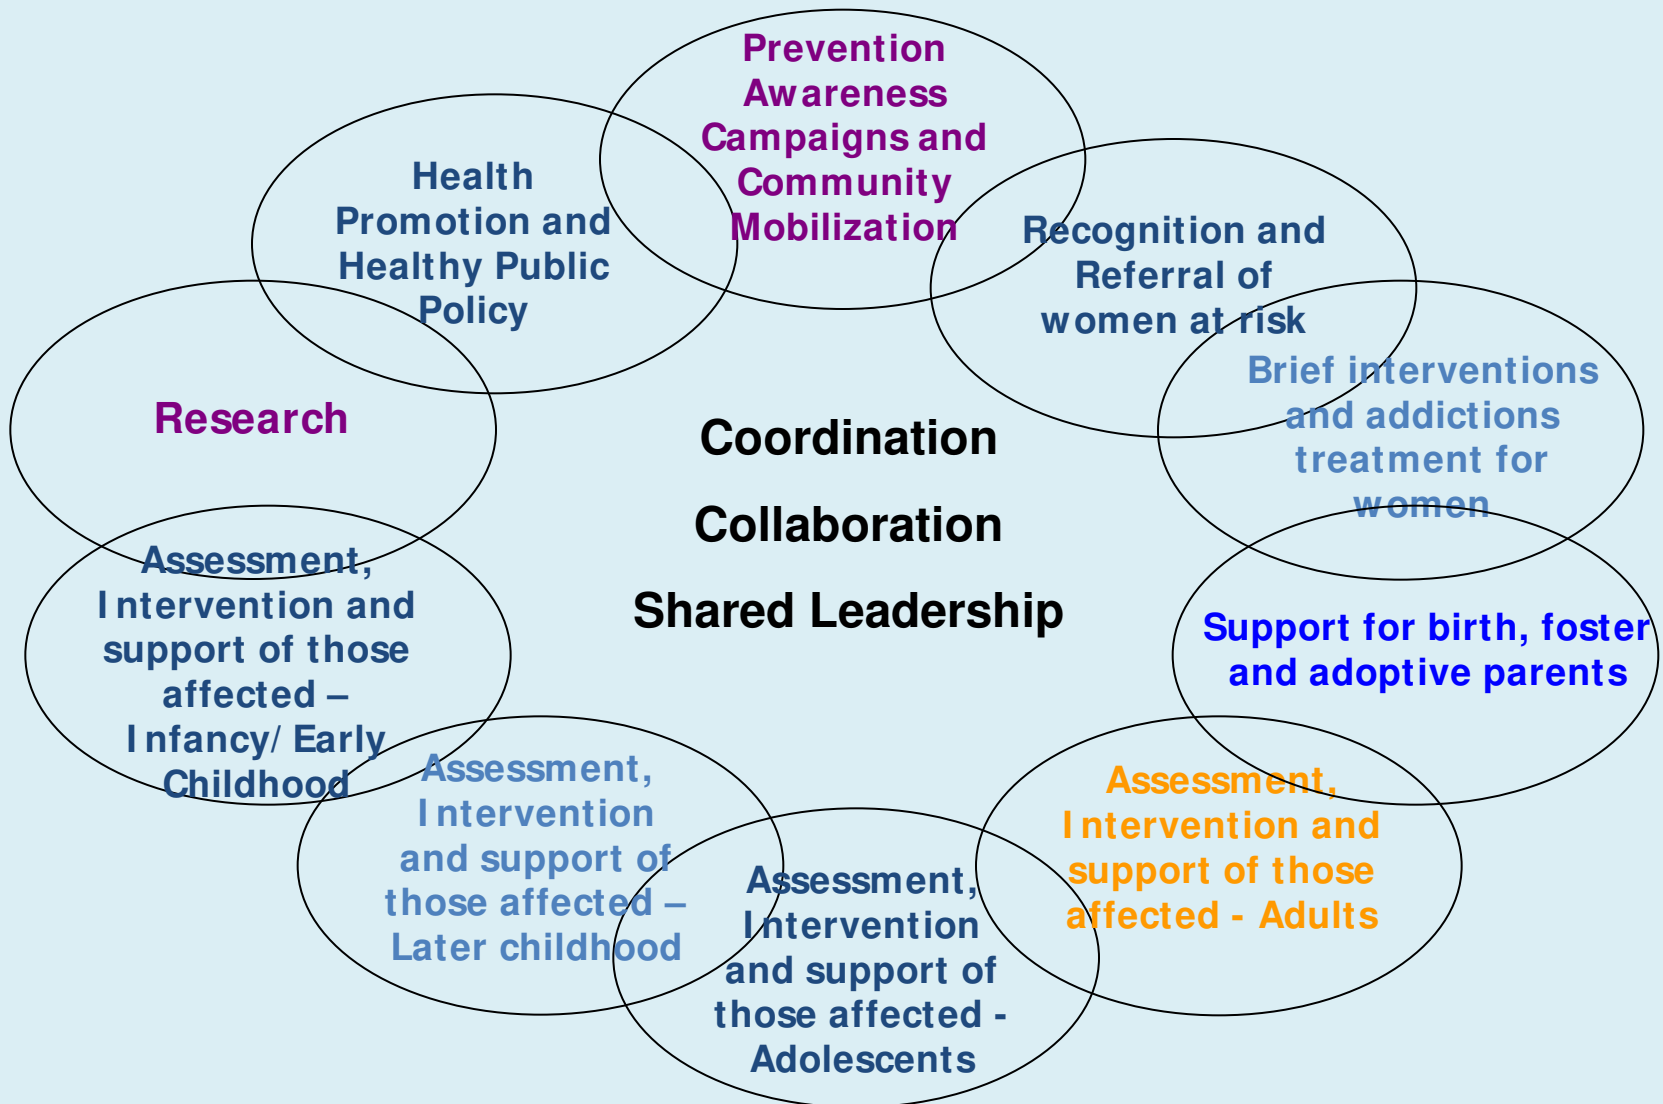 Prevention
Awareness
Campaigns and
Community
Mobilization
Health
Promotion and
Healthy Public
Policy
Recognition and
Referral of
women at risk
Brief interventions
and addictions
treatment for
women
Research
Coordination
Collaboration
Shared Leadership
Support for birth, foster
and adoptive parents
Assessment,
Intervention and
support of those
affected –
Infancy/ Early
Childhood
Assessment,
Intervention
and support of
those affected –
Later childhood
Assessment,
Intervention
and support of
those affected -
Adolescents
Assessment,
Intervention and
support of those
affected - Adults